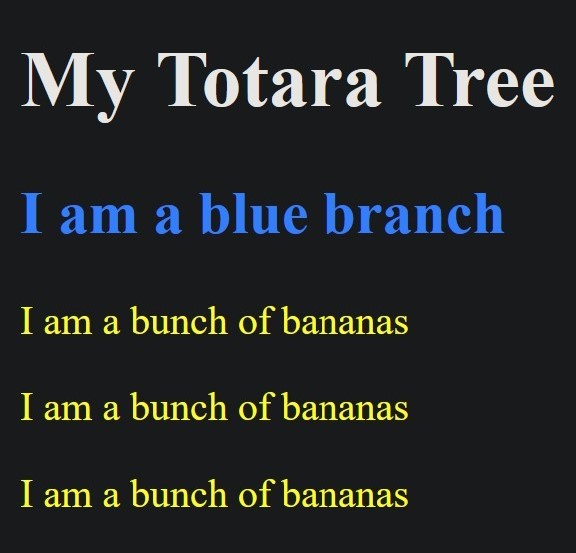 My Totara Tree
I am a blue branch
I am a bunch of bananas
I am a bunch of bananas
I am a bunch of bananas